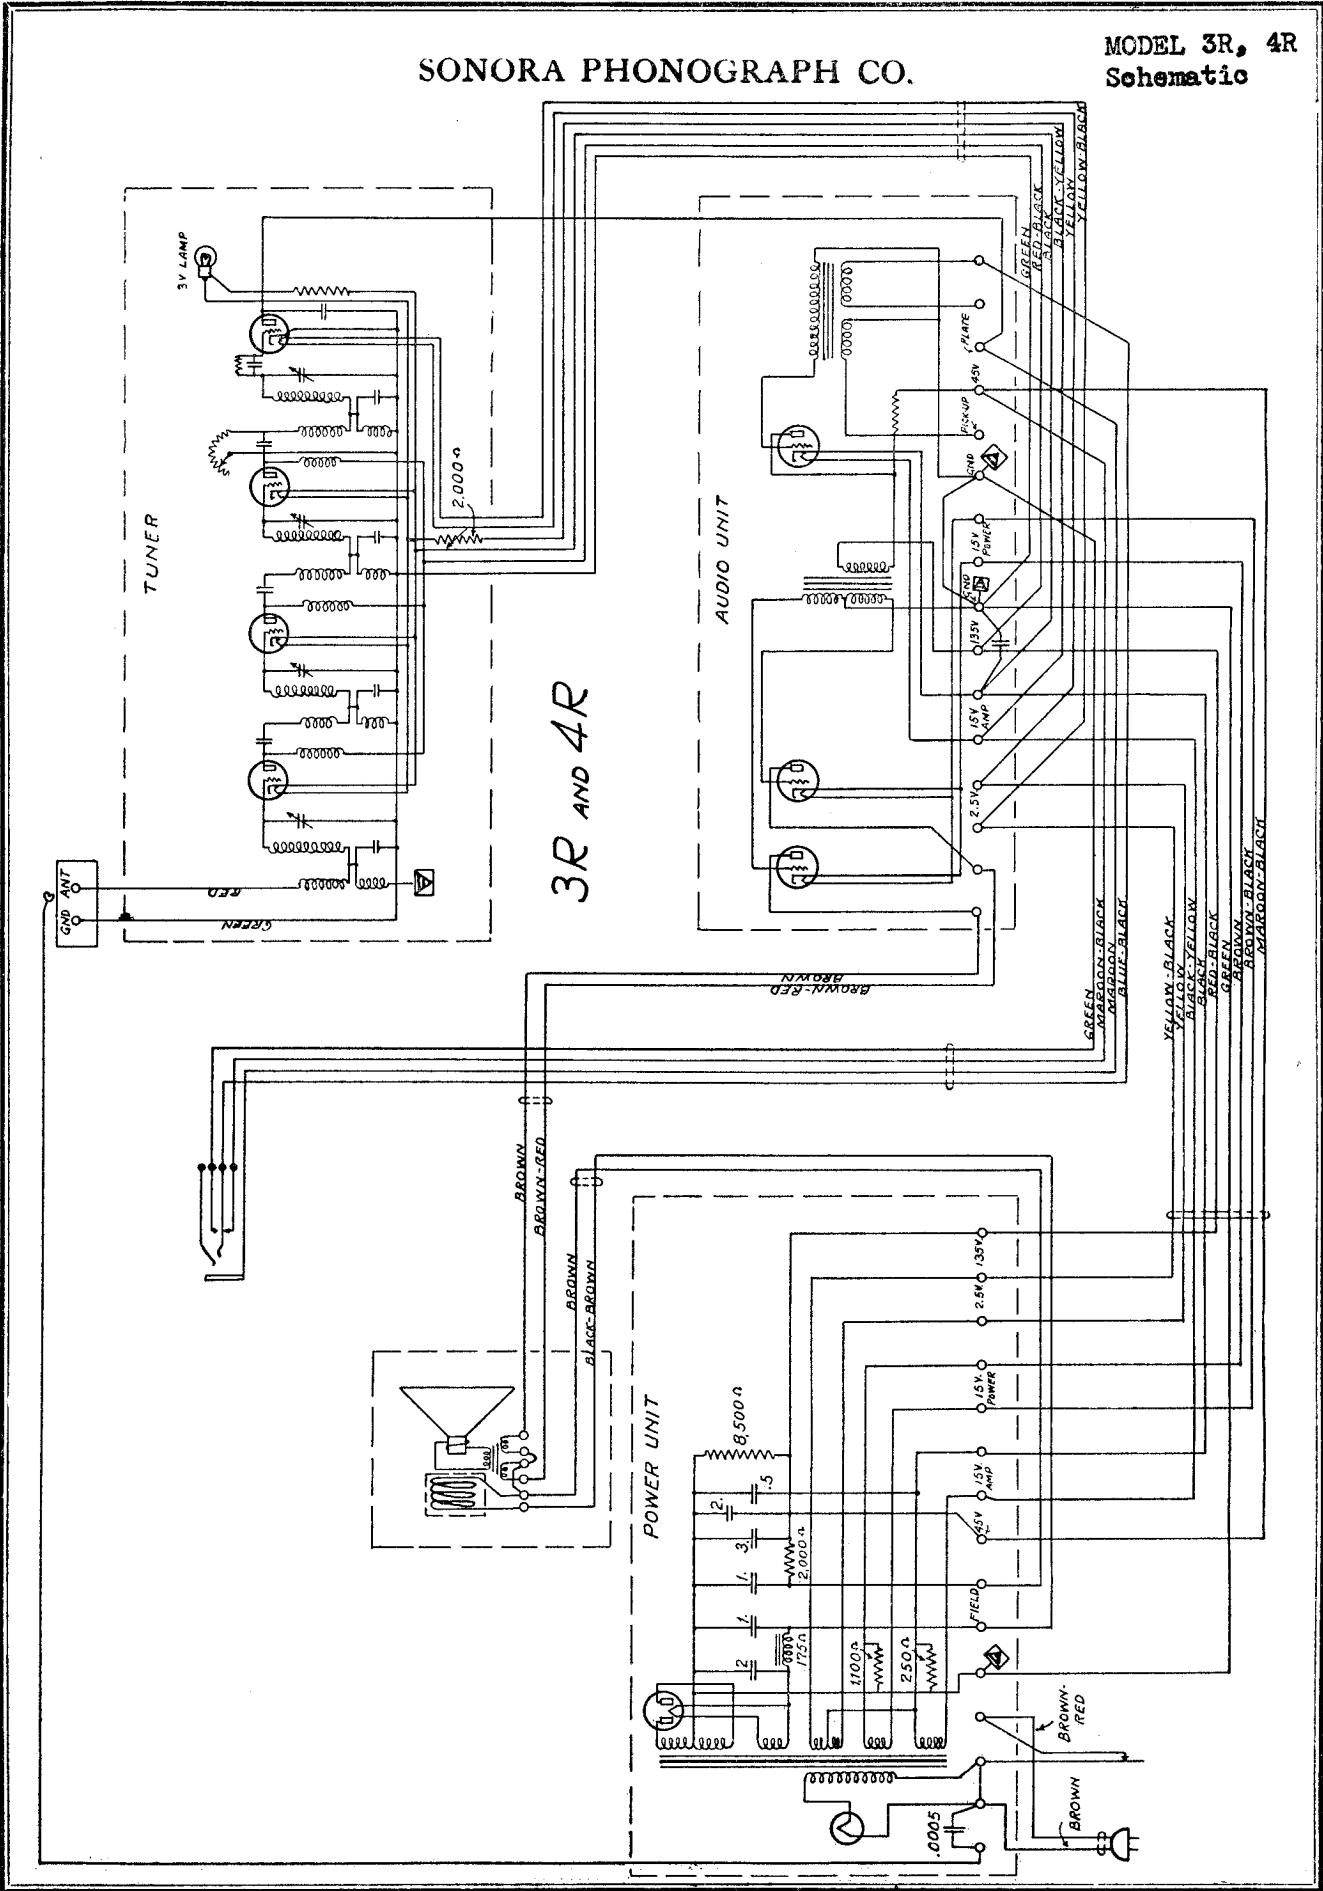 MODEL 3R, 4R
Schematic
SONORA PHONOGRAPH CO.
3V LAMP
TUNER
2.000Ω
ANT
GND
RED
GREEN
3R AND 4R
AUDIO UNIT
PLATE
45V
PICK-UP
GND
15V
POWER
GND
135V
15V
AMP
2.5V.
GREEN
RED-BLACK
BLACK
BLACK-YELLOW
YELLOW
YELLOW-BLACK
BROWN
BROWN-RED
GREEN
MAROON-BLACK
MAROON
BLUE-BLACK
YELLOW-BLACK
YELLOW
BLACK-YELLOW
BLACK
RED-BLACK
GREEN
BROWN
BROWN-BLACK
MAROON-BLACK
BROWN
BROWN-RED
BROWN
BLACK-BROWN
POWER UNIT
8,500Ω
.5
2.
3.
1.
1.
2
2,000Ω
175Ω
1,100Ω
250Ω
135V.
2.5V.
15V.
POWER
15V.
AMP
45V
FIELD
BROWN-
RED
BROWN
.0005